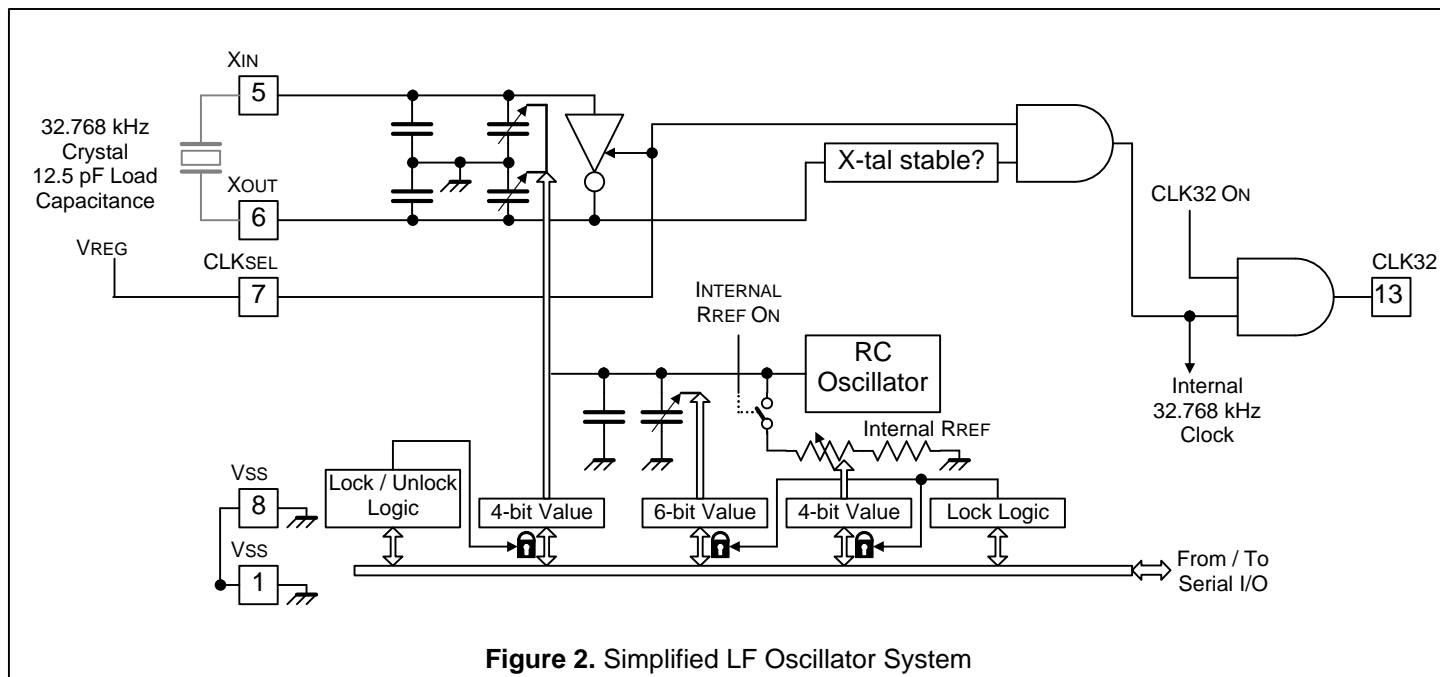 XIN
5
32.768 kHz
Crystal
12.5 pF Load
Capacitance
XOUT
6
VREG
CLKSEL
7
X-tal stable?
CLK32 ON
CLK32
13
INTERNAL
RREF ON
RC
Oscillator
Internal
32.768 kHz
Clock
Internal RREF
VSS
8
VSS
1
Lock / Unlock
Logic
4-bit Value
6-bit Value
4-bit Value
Lock Logic
From / To
Serial I/O
Figure 2. Simplified LF Oscillator System